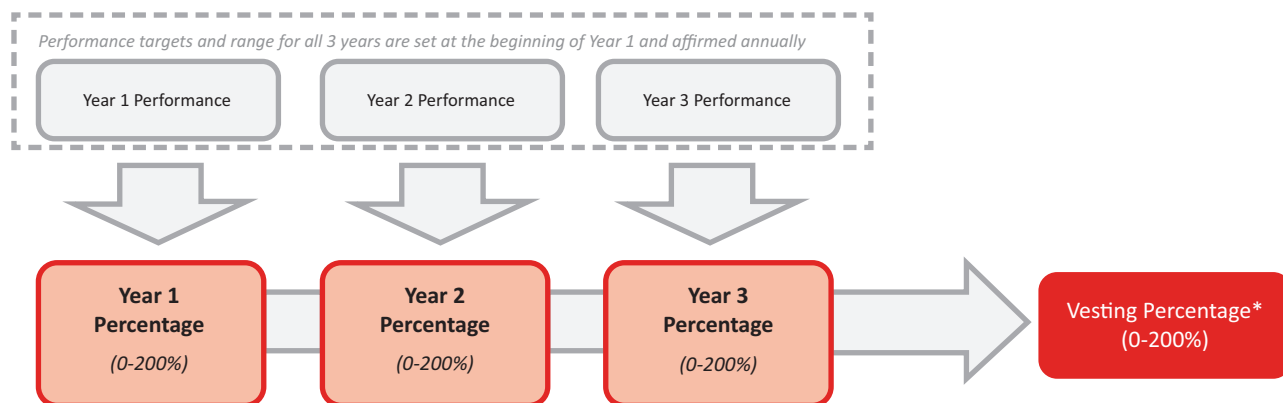 Performance targets and range for all 3 years are set at the beginning of Year 1 and affirmed annually
Year 1 Performance
Year 2 Performance
Year 3 Performance
Year 1
Percentage
(0-200%)
Year 2
Percentage
(0-200%)
Year 3
Percentage
(0-200%)
Vesting Percentage*
(0-200%)